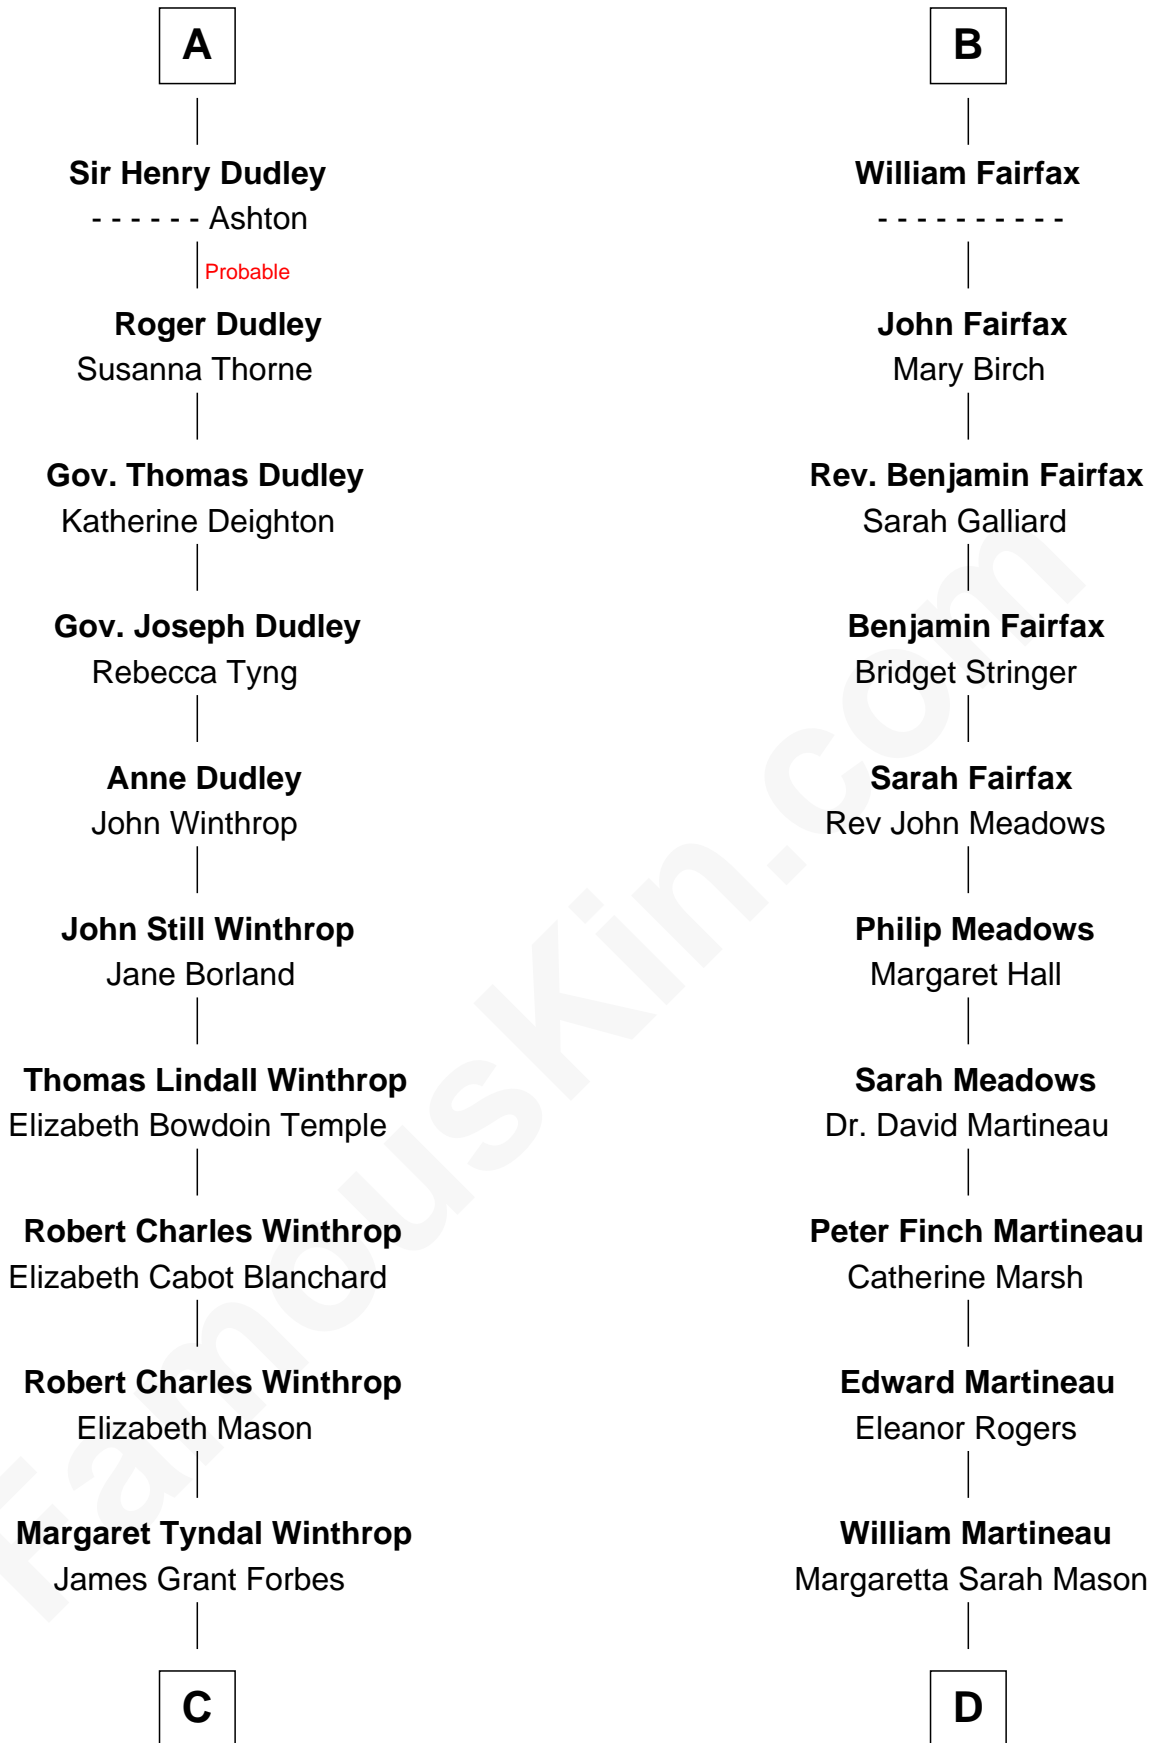 A
Sir Henry Dudley
- - - - - - Ashton
Probable
Roger Dudley
Susanna Thorne
Gov. Thomas Dudley
Katherine Deighton
Gov. Joseph Dudley
Rebecca Tyng
Anne Dudley
John Winthrop
John Still Winthrop
Jane Borland
Thomas Lindall Winthrop
Elizabeth Bowdoin Temple
Robert Charles Winthrop
Elizabeth Cabot Blanchard
Robert Charles Winthrop
Elizabeth Mason
Margaret Tyndal Winthrop
James Grant Forbes
C
B
William Fairfax
- - - - - - - - - -
John Fairfax
Mary Birch
Rev. Benjamin Fairfax
Sarah Galliard
Benjamin Fairfax
Bridget Stringer
Sarah Fairfax
Rev John Meadows
Philip Meadows
Margaret Hall
Sarah Meadows
Dr. David Martineau
Peter Finch Martineau
Catherine Marsh
Edward Martineau
Eleanor Rogers
William Martineau
Margaretta Sarah Mason
D
FamousKin.com